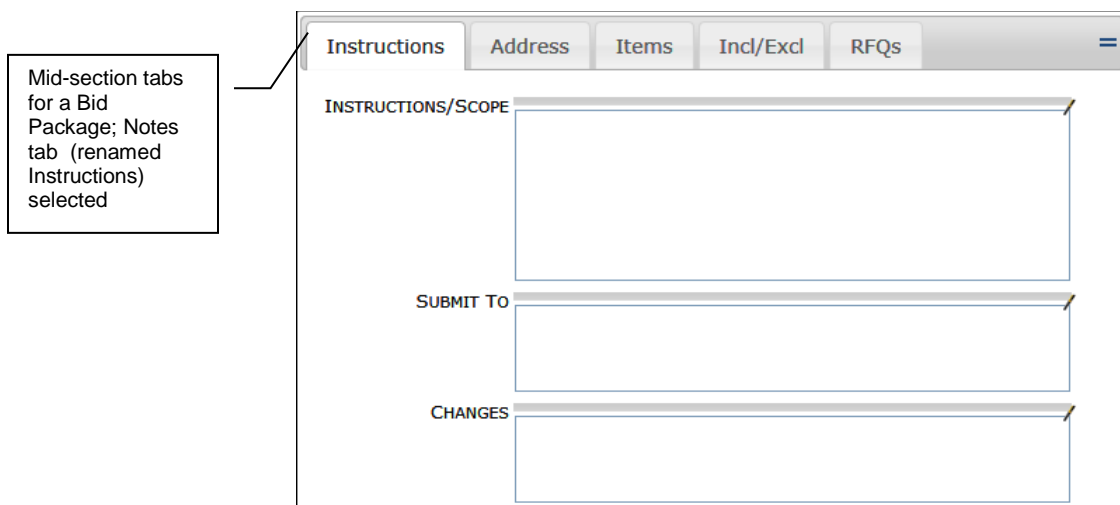 Instructions Address Items Incl/Excl RFQs
Mid-section tabs
for a Bid
Package; Notes
tab (renamed
Instructions)
selected
INSTRUCTIONS/SCOPE
SUBMIT TO
CHANGES